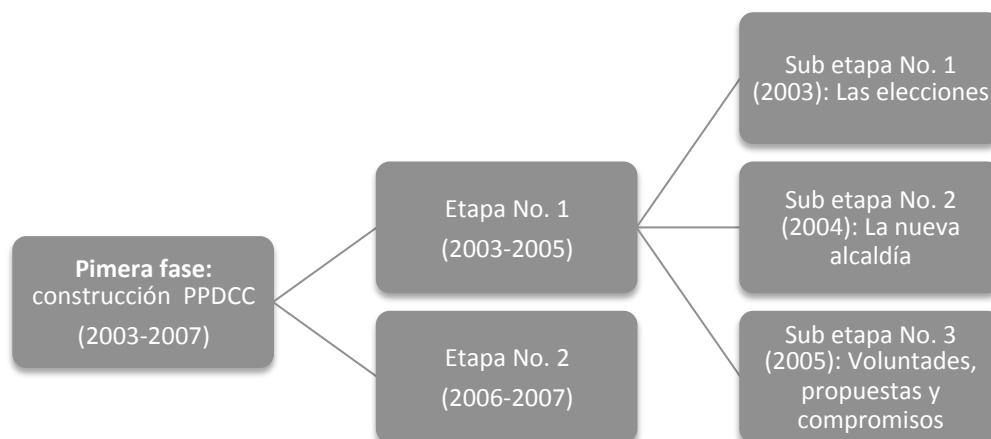 Pimera fase:
construcción PPDCC
(2003-2007)
Etapa No. 1
(2003-2005)
Sub etapa No. 1
(2003): Las elecciones
Sub etapa No. 2
(2004): La nueva
alcaldía
Sub etapa No. 3
(2005): Voluntades,
propuestas y
compromisos
Etapa No. 2
(2006-2007)